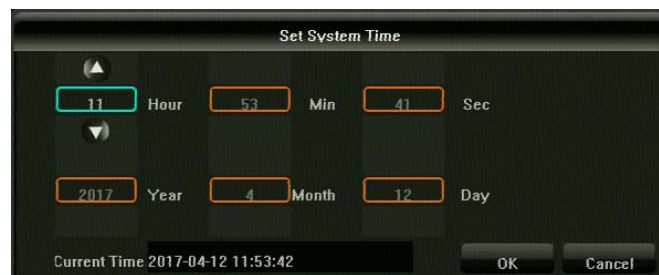 Set System Time
11 Hour 53 Min 41 Sec
2017 Year 4 Month 12 Day
Current Time 2017-04-12 11:53:42 OK Cancel